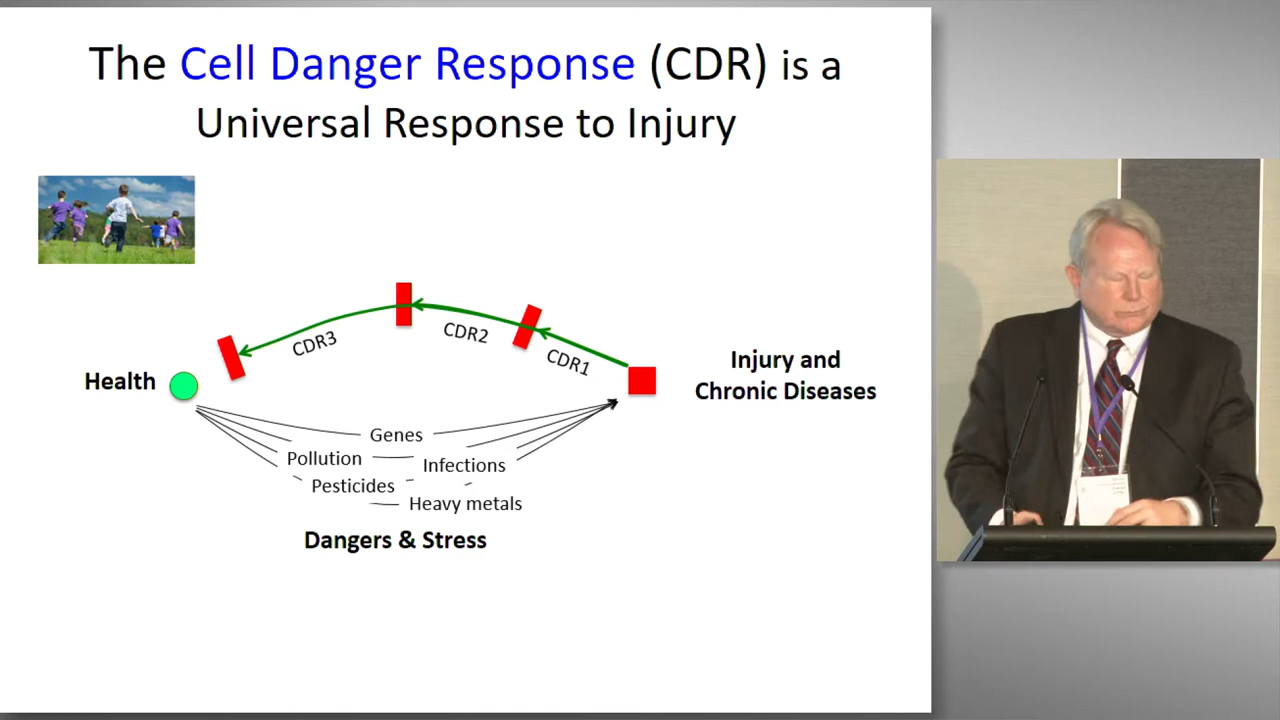 The Cell Danger Response (CDR) is a
Universal Response to Injury
CDR3
CDR2
CDR1
Health
Injury and
Chronic Diseases
Genes
Pollution
Infections
Pesticides
Heavy metals
Dangers & Stress